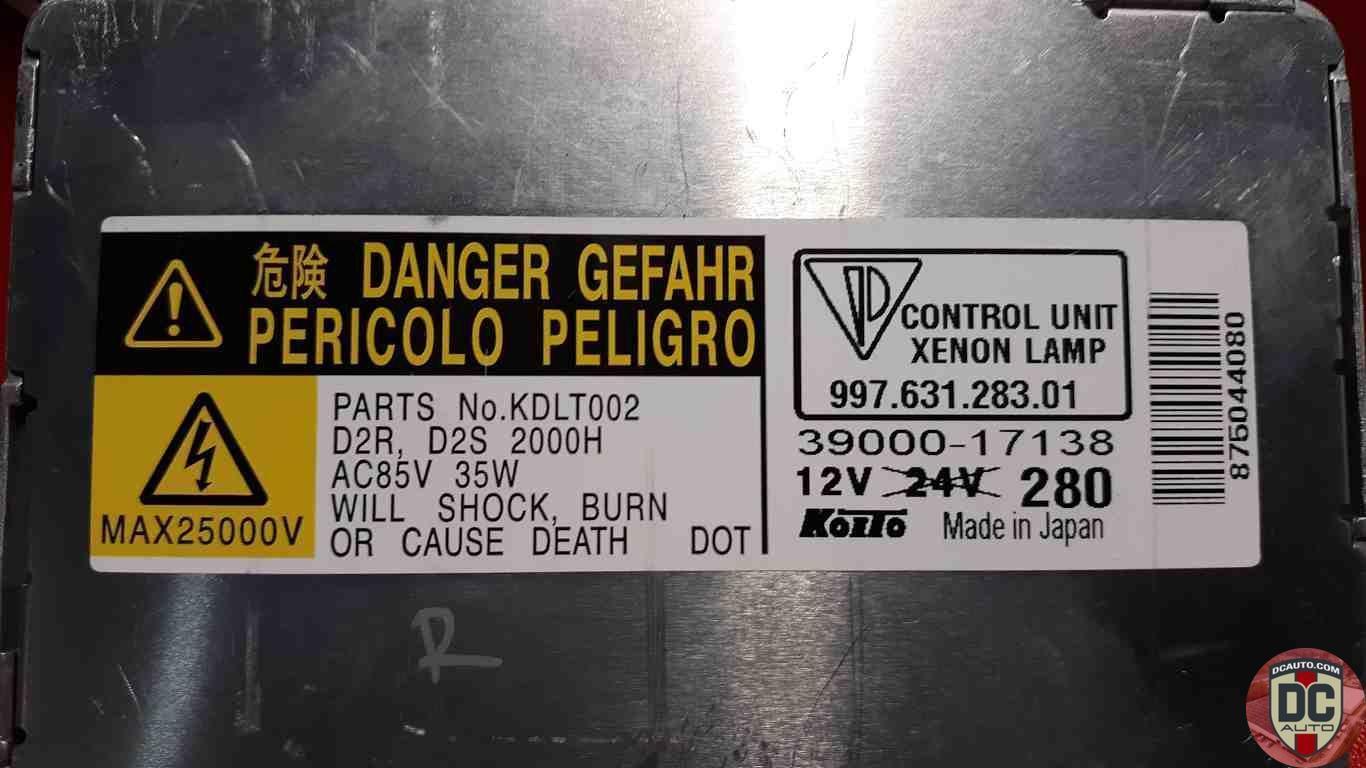 危険 DANGER GEFAHR
PERICOLO PELIGRO
MAX25000V
PARTS No.KDLT002
D2R, D2S 2000H
AC85V 35W
WILL SHOCK, BURN
OR CAUSE DEATH DOT
CONTROL UNIT
XENON LAMP
997.631.283.01
39000-17138
12V 24V 280
KOITO Made in Japan
875044080
R
DCAUTO.COM
DC
AUTO